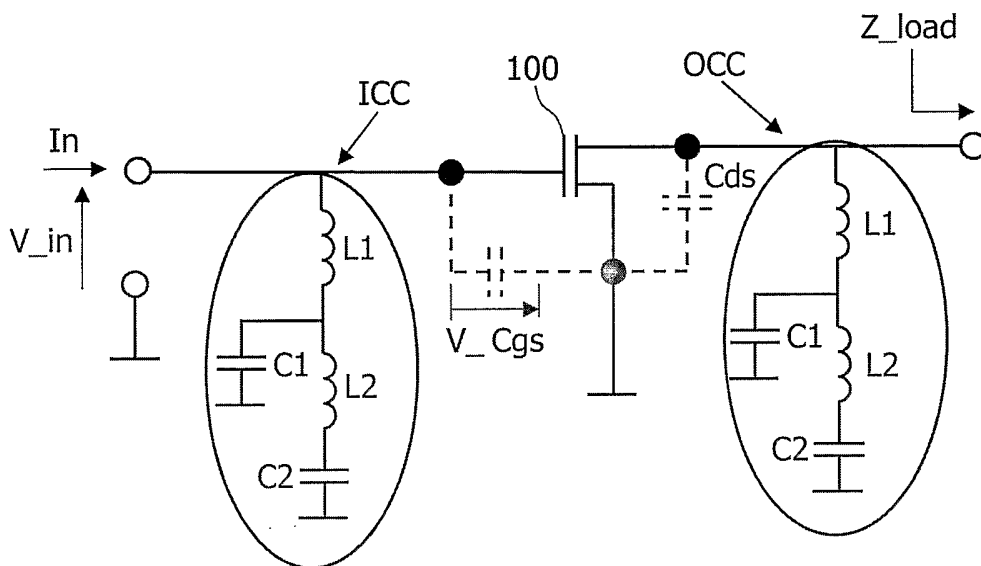 Z_load
100
OCC
ICC
In
Cds
V_in
L1
L1
V_ Cgs
C1
L2
C1
L2
C2
C2